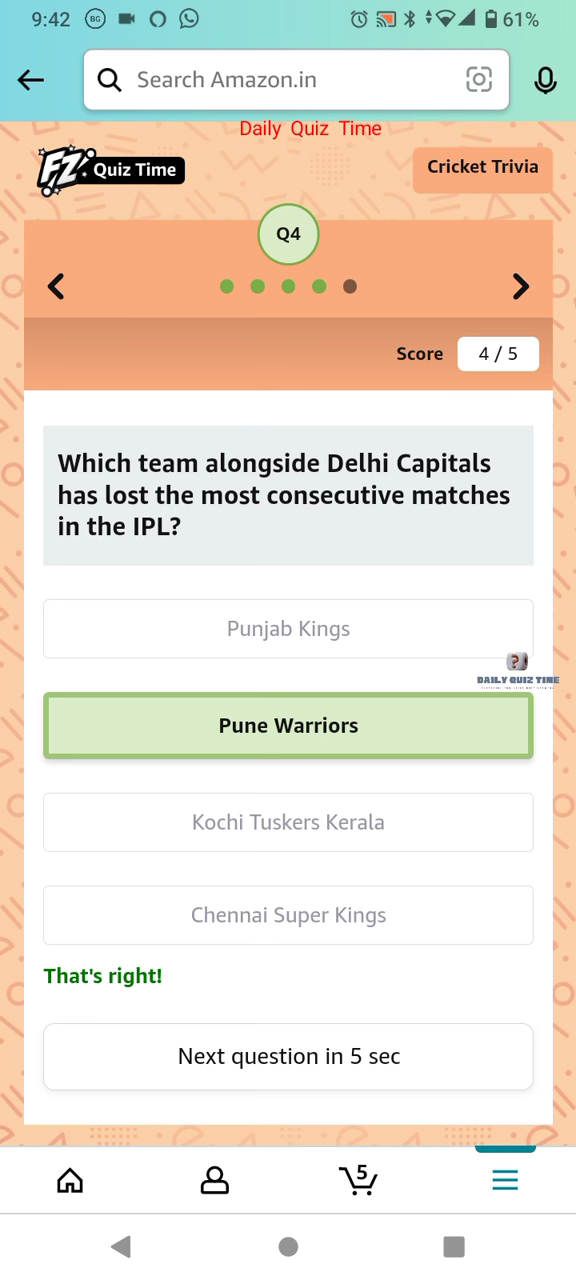 9:42
BG
61%
Search Amazon.in
Daily Quiz Time
FZ. Quiz Time
Cricket Trivia
Q4
Score 4 / 5
Which team alongside Delhi Capitals
has lost the most consecutive matches
in the IPL?
Punjab Kings
?
DAILY QUIZ TIME
Pune Warriors
Kochi Tuskers Kerala
Chennai Super Kings
That's right!
Next question in 5 sec
5